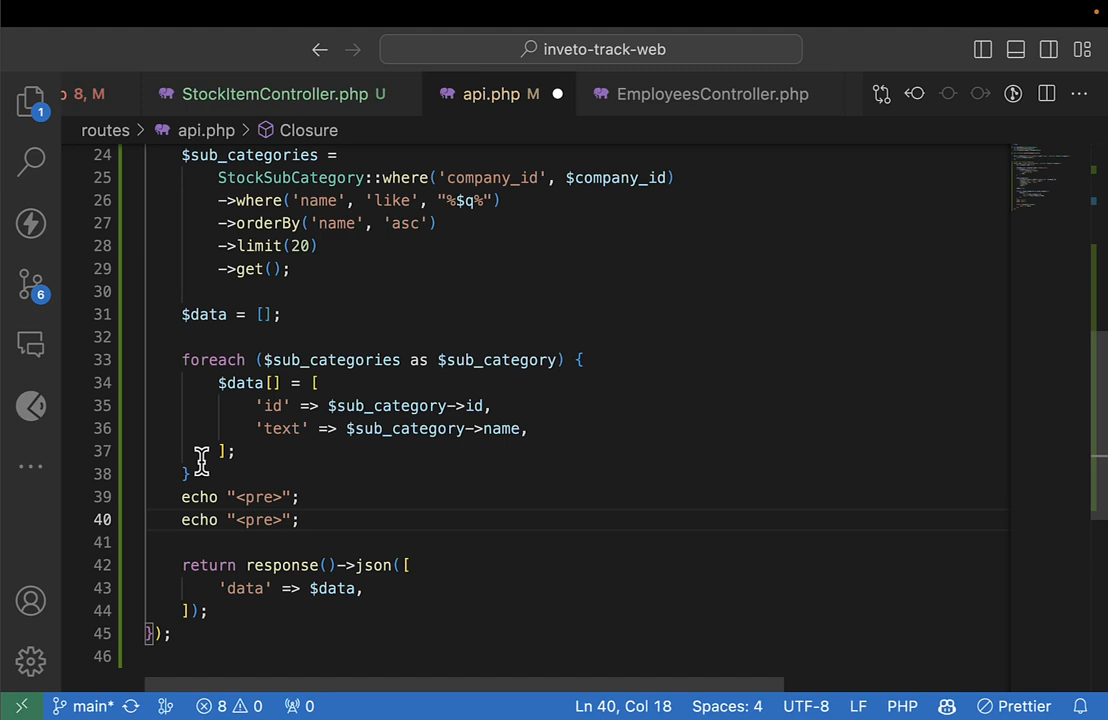 inveto-track-web
1
p 8, M
StockItemController.php U
api.php M
EmployeesController.php
routes > api.php > Closure
24 $sub_categories =
25 StockSubCategory::where('company_id', $company_id)
26 ->where('name', 'like', "%$q%")
27 ->orderBy('name', 'asc')
28 ->limit(20)
29 ->get();
30
31 $data = [];
32
33 foreach ($sub_categories as $sub_category) {
34 $data[] = [
35 'id' => $sub_category->id,
36 'text' => $sub_category->name,
37 ];
38 }
39 echo "<pre>";
40 echo "<pre>";
41
42 return response()->json([
43 'data' => $data,
44 ]);
45 });
46
6
main* 8 0 0 Ln 40, Col 18 Spaces: 4 UTF-8 LF PHP Prettier